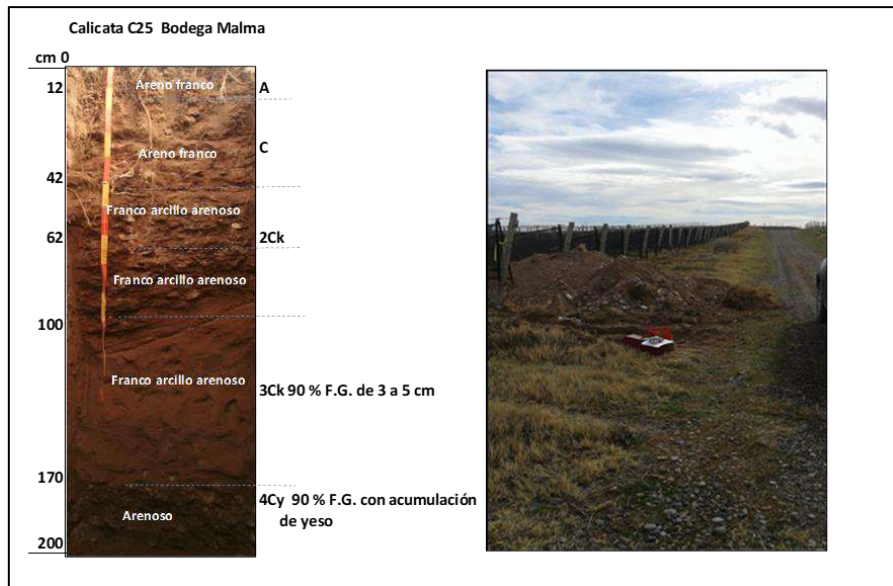 Calicata C25 Bodega Malma
cm 0
Areno franco
12
A
Areno franco
C
42
Franco arcillo arenoso
62
2Ck
Franco arcillo arenoso
100
Franco arcillo arenoso
3Ck 90 % F.G. de 3 a 5 cm
170
4Cy 90 % F.G. con acumulación
de yeso
Arenoso
200